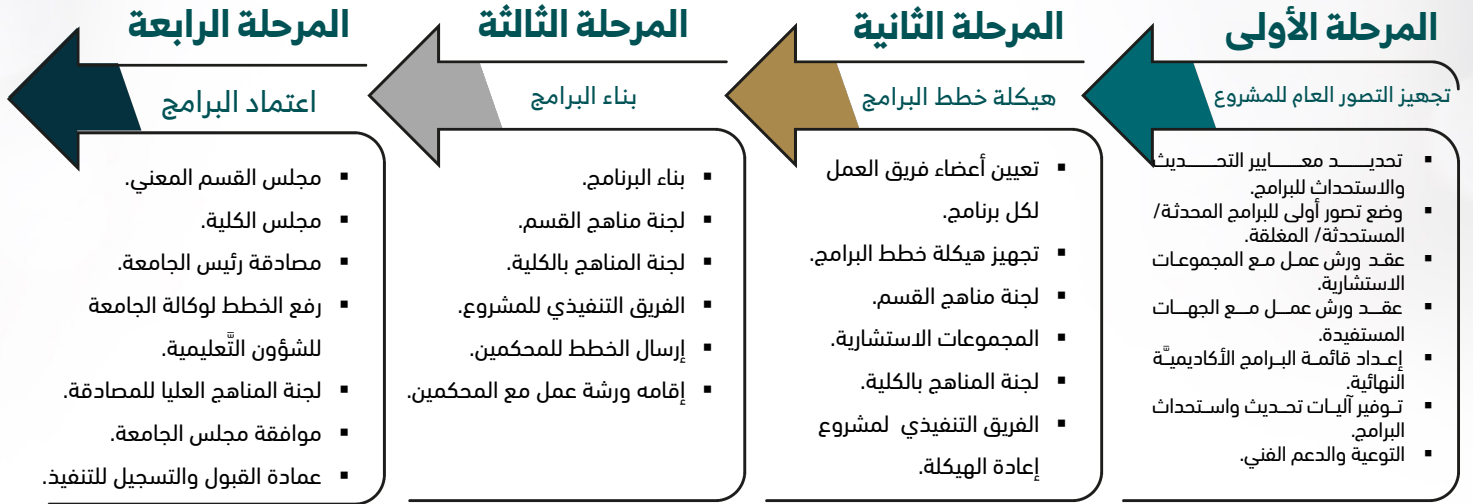 المرحلة الأولى
تجهيز التصور العام للمشروع
▪ تحديد معايير التحديث
والاستحداث للبرامج.
▪ وضع تصور أولى للبرامج المحدثة/
المستحدثة/ المغلقة.
▪ عقد ورش عمل مع المجموعات
الاستشارية.
▪ عقد ورش عمل مع الجهات
المستفيدة.
▪ إعداد قائمة البرامج الأكاديميَّة
النهائية.
▪ توفير آليات تحديث واستحداث
البرامج.
▪ التوعية والدعم الفني.
المرحلة الثانية
هيكلة خطط البرامج
▪ تعيين أعضاء فريق العمل
لكل برنامج.
▪ تجهيز هيكلة خطط البرامج.
▪ لجنة مناهج القسم.
▪ المجموعات الاستشارية.
▪ لجنة المناهج بالكلية.
▪ الفريق التنفيذي لمشروع
إعادة الهيكلة.
المرحلة الثالثة
بناء البرامج
▪ بناء البرنامج.
▪ لجنة مناهج القسم.
▪ لجنة المناهج بالكلية.
▪ الفريق التنفيذي للمشروع.
▪ إرسال الخطط للمحكمين.
▪ إقامه ورشة عمل مع المحكمين.
المرحلة الرابعة
اعتماد البرامج
▪ مجلس القسم المعني.
▪ مجلس الكلية.
▪ مصادقة رئيس الجامعة.
▪ رفع الخطط لوكالة الجامعة
للشؤون التَّعليمية.
▪ لجنة المناهج العليا للمصادقة.
▪ موافقة مجلس الجامعة.
▪ عمادة القبول والتسجيل للتنفيذ.